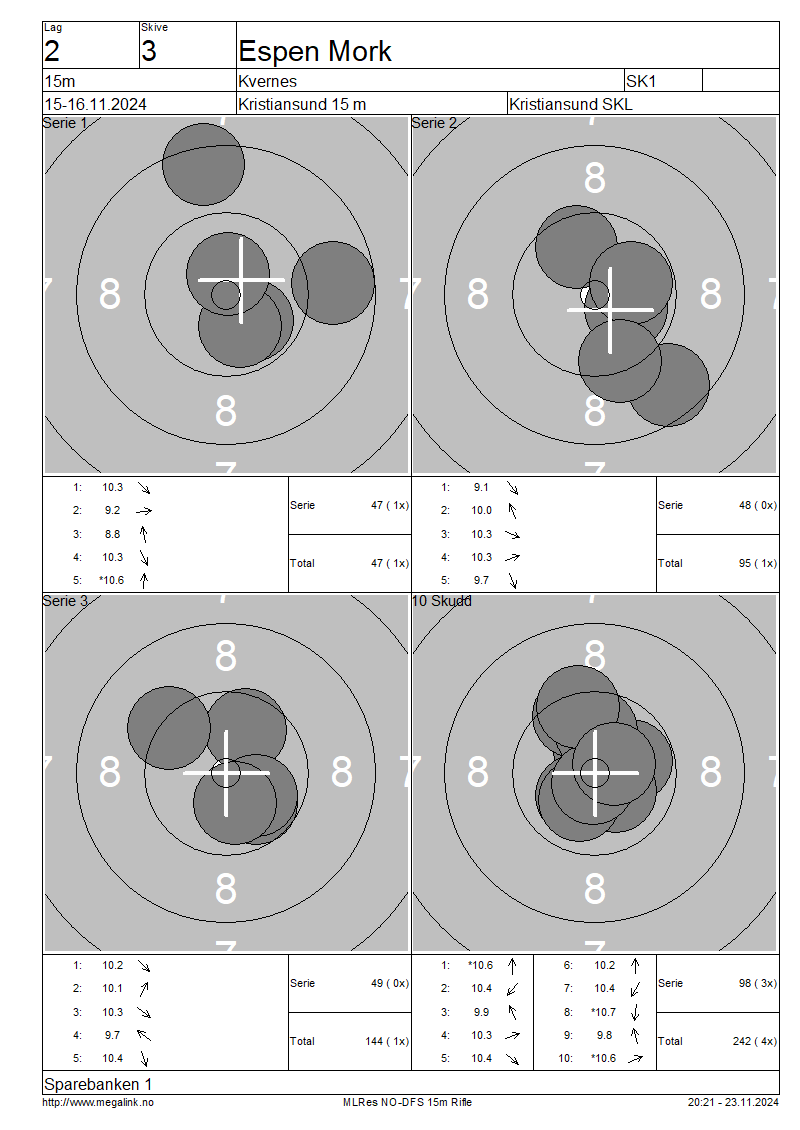 Lag Skive
2 3 Espen Mork
15m Kvernes SK1
15-16.11.2024 Kristiansund 15 m Kristiansund SKL
Serie 1 Serie 2
7 7
8
7 8 8 7 8 8 7
8 8
7 7
1: 10.3 1: 9.1
2: 9.2 Serie 47 ( 1x) 2: 10.0 Serie 48 ( 0x)
3: 8.8 3: 10.3
4: 10.3 Total 47 ( 1x) 4: 10.3 Total 95 ( 1x)
5: *10.6 5: 9.7
Serie 3 10 Skudd
7 7
8 8
7 8 8 7 8 8 7
8 8
7 7
1: 10.2 1: *10.6 6: 10.2
2: 10.1 Serie 49 ( 0x) 2: 10.4 7: 10.4 Serie 98 ( 3x)
3: 10.3 3: 9.9 8: *10.7
4: 9.7 Total 144 ( 1x) 4: 10.3 9: 9.8 Total 242 ( 4x)
5: 10.4 5: 10.4 10: *10.6
Sparebanken 1
http://www.megalink.no MLRes NO-DFS 15m Rifle 20:21 - 23.11.2024